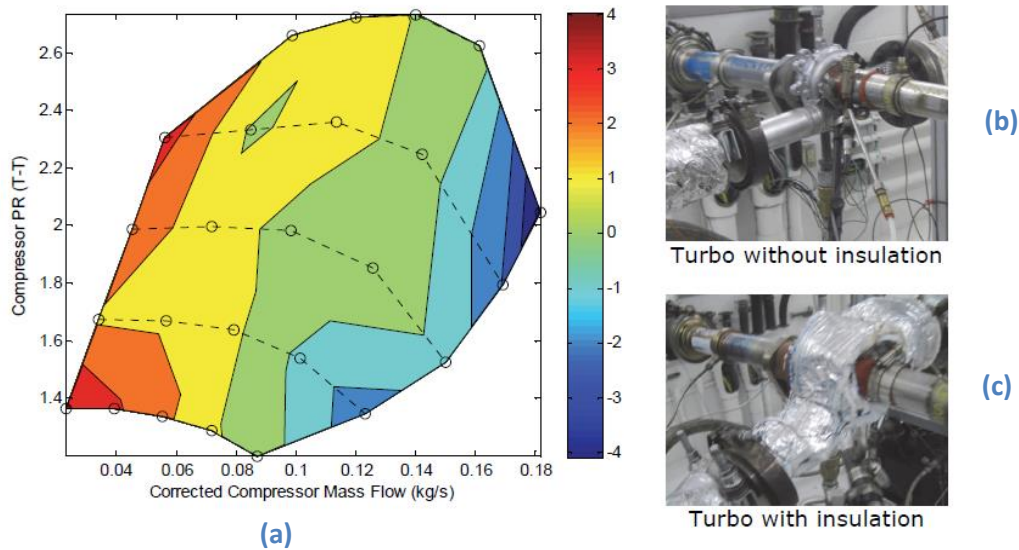 2.6
2.4
2.2
2
1.8
1.6
1.4
Compressor PR (T-T)
0.04 0.06 0.08 0.1 0.12 0.14 0.16 0.18
Corrected Compressor Mass Flow (kg/s)
(a)
4
3
2
1
0
-1
-2
-3
-4
(b)
Turbo without insulation
(c)
Turbo with insulation